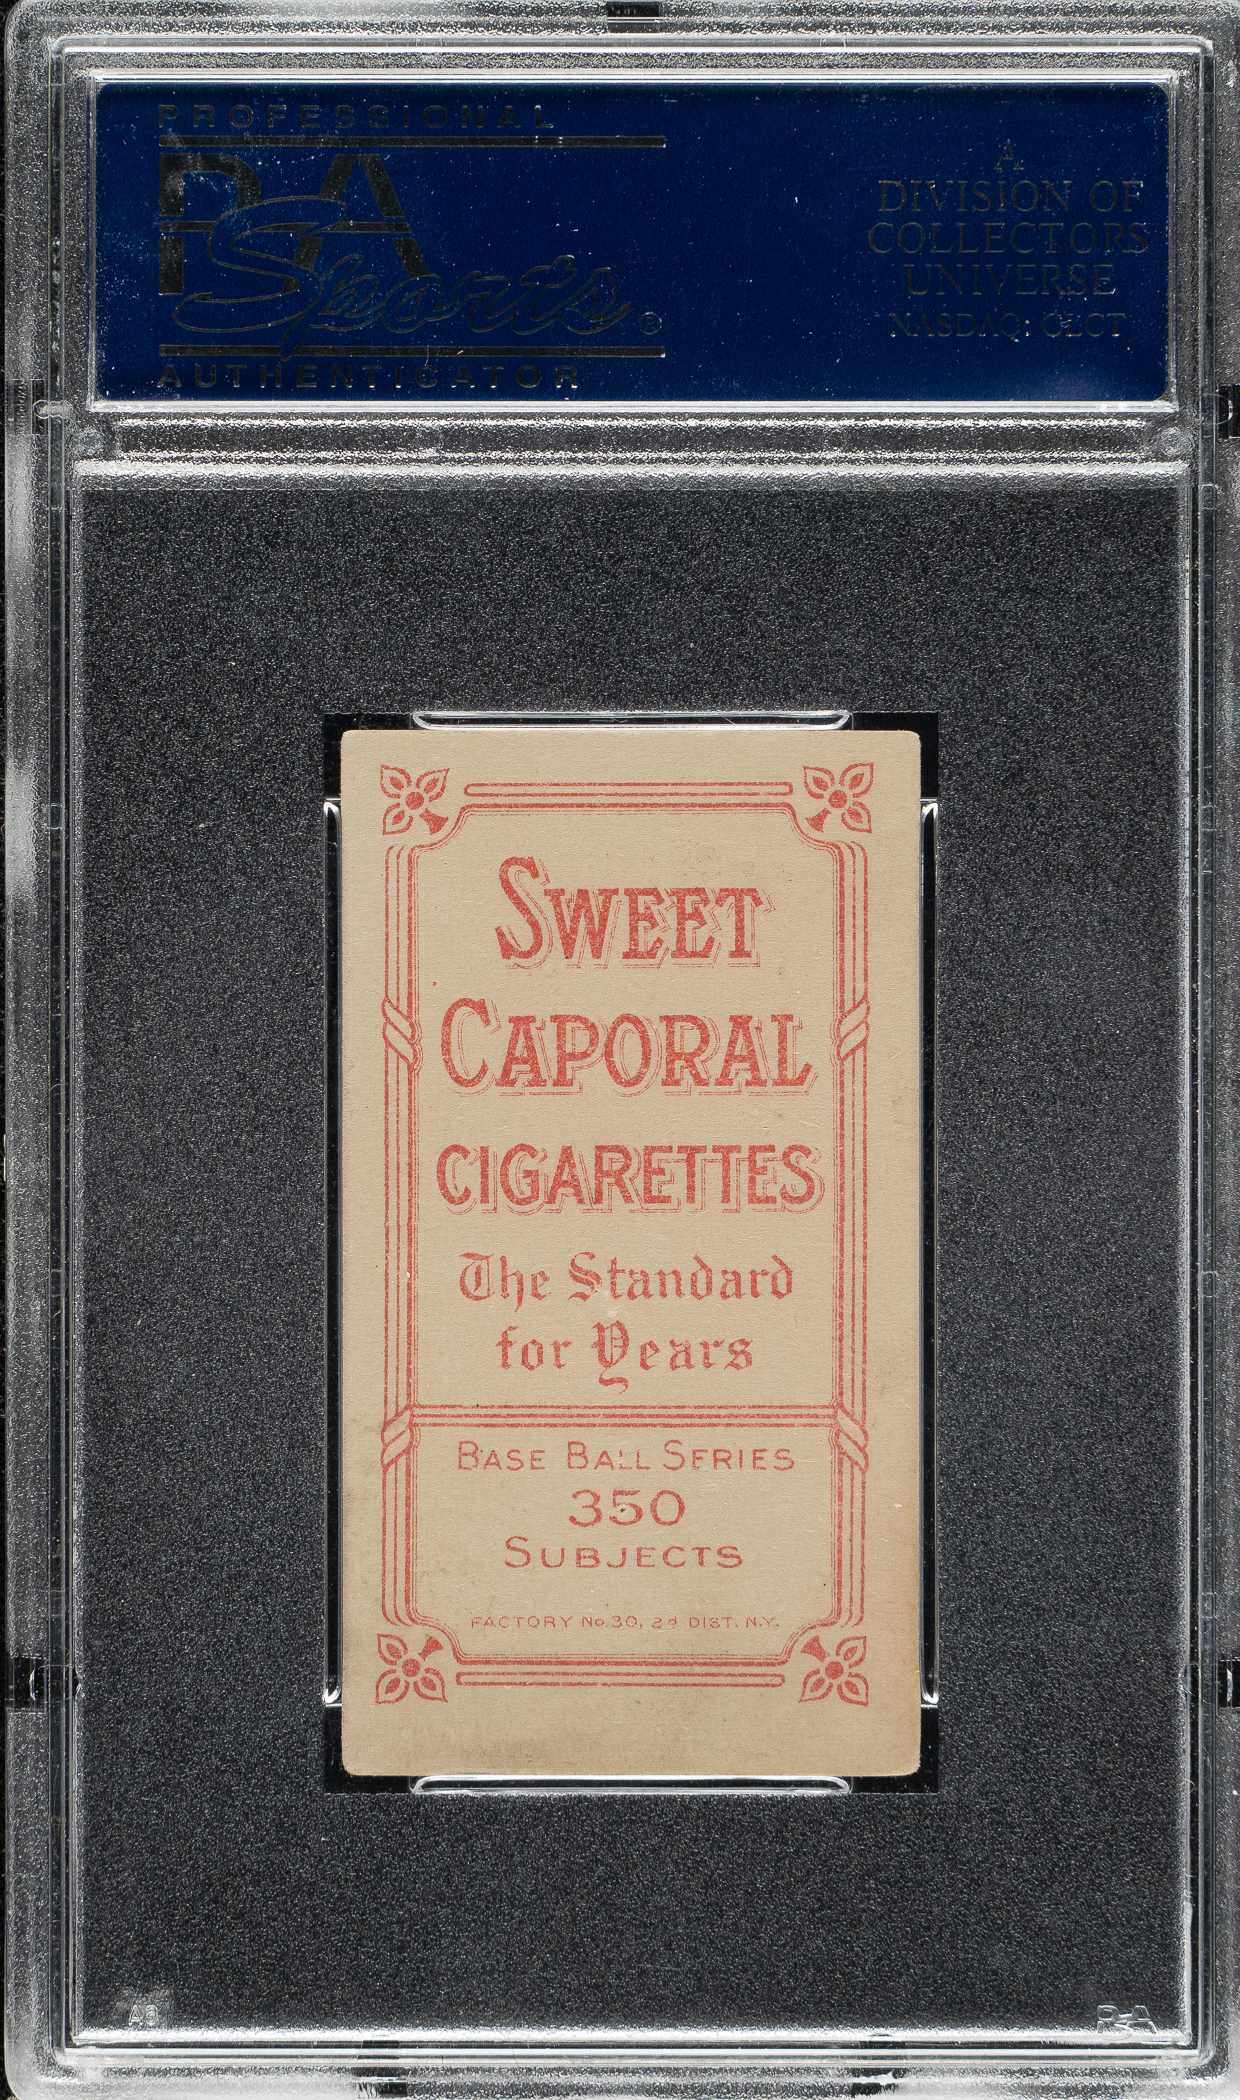 PROFESSIONAL
PSA
Sports®
AUTHENTICATOR
A
DIVISION OF
COLLECTORS
UNIVERSE
NASDAQ: CLCT
SWEET
CAPORAL
CIGARETTES
The Standard
for Years
BASE BALL SERIES
350
SUBJECTS
FACTORY No. 30, 2d DIST. N.Y.
PSA